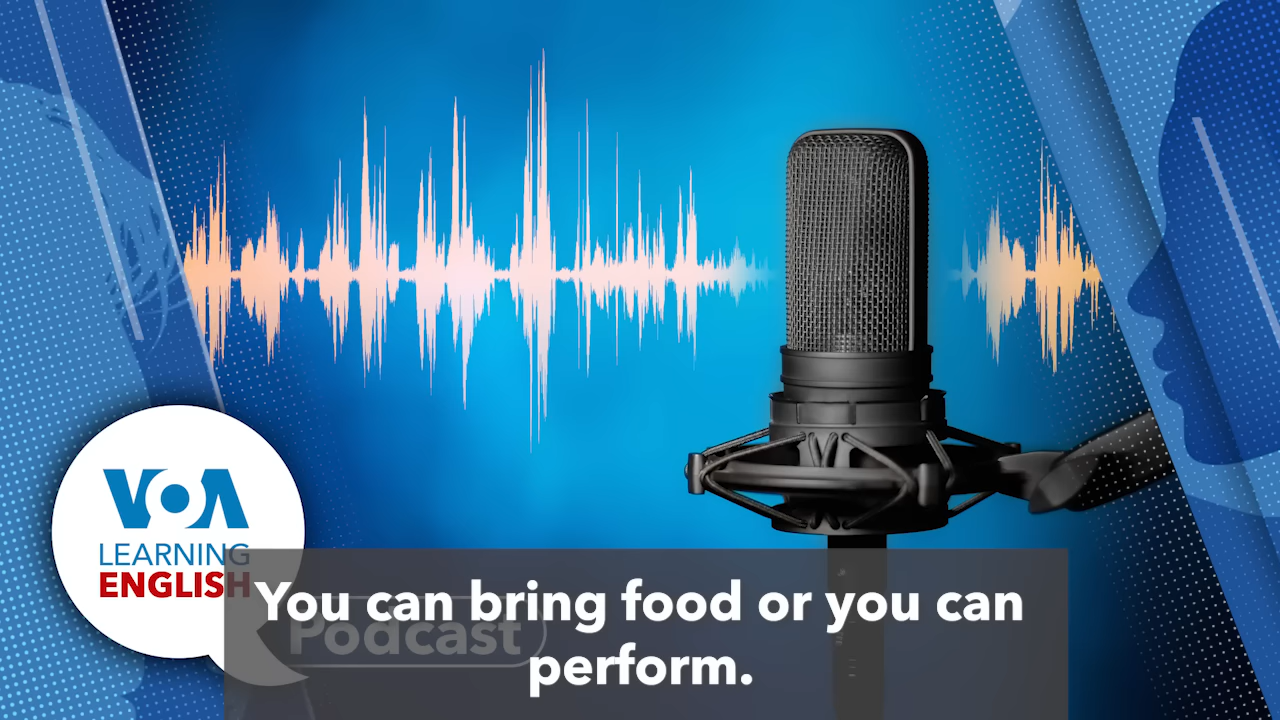 VOA
LEARNING
ENGLISH
Podcast
You can bring food or you can
perform.